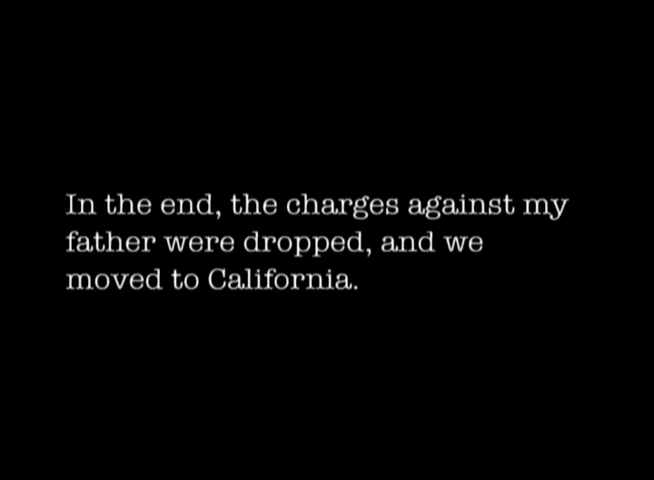 In the end, the charges against my
father were dropped, and we
moved to California.